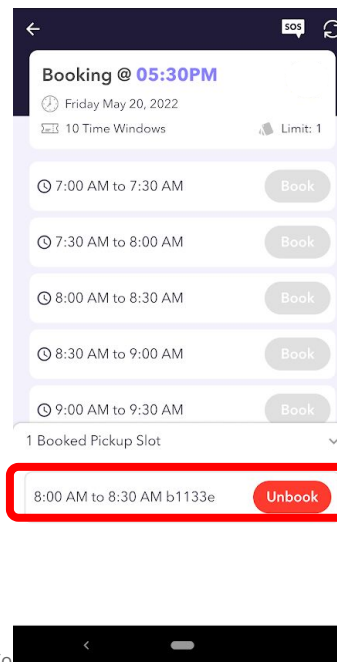 SOS
Booking @ 05:30PM
Friday May 20, 2022
10 Time Windows Limit: 1
7:00 AM to 7:30 AM Book
7:30 AM to 8:00 AM Book
8:00 AM to 8:30 AM Book
8:30 AM to 9:00 AM Book
9:00 AM to 9:30 AM Book
1 Booked Pickup Slot
8:00 AM to 8:30 AM b1133e Unbook